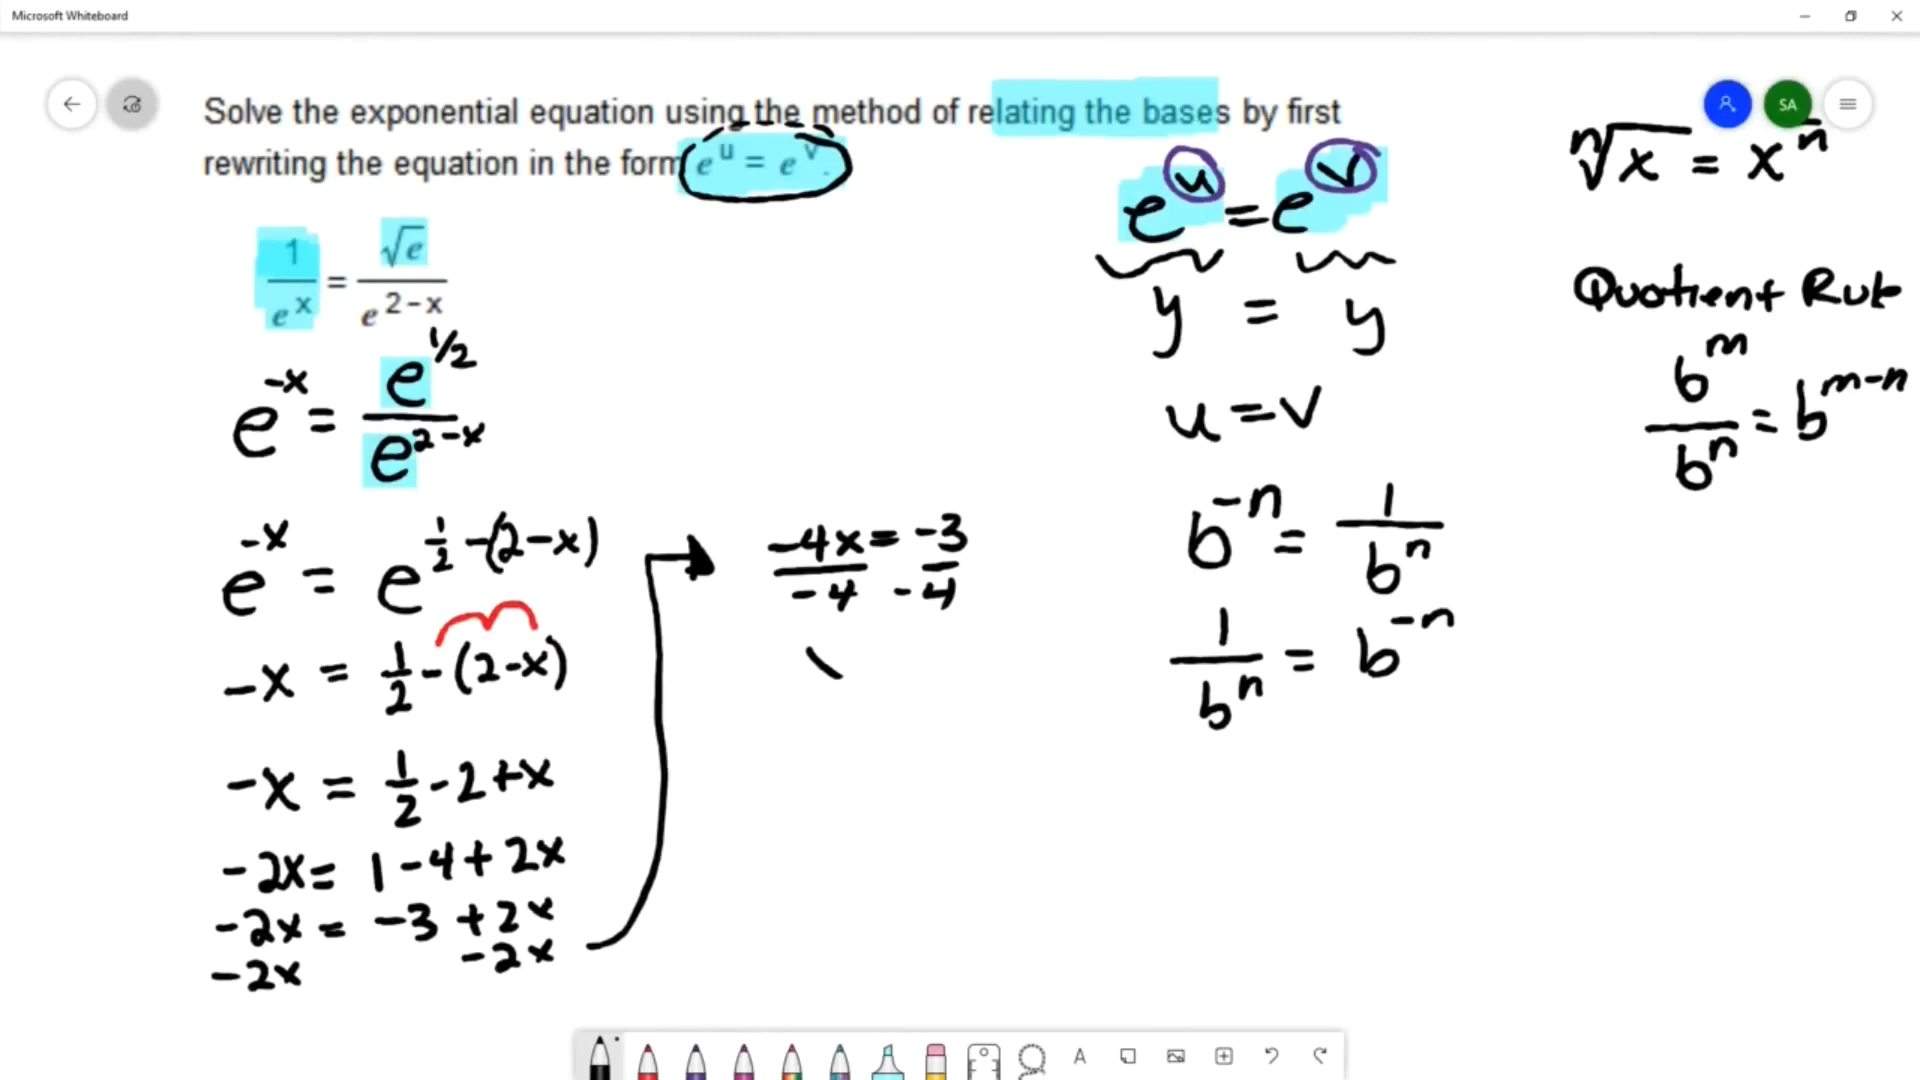 Microsoft Whiteboard
SA
Solve the exponential equation using the method of relating the bases by first
rewriting the equation in the form e^u = e^v.
1/e^x = √e/e^(2-x)
e^(-x) = e^(1/2)/e^(2-x)
e^(-x) = e^(1/2-(2-x))
-x = 1/2-(2-x)
-x = 1/2-2+x
-2x = 1-4+2x
-2x = -3+2x
-2x -2x
-4x = -3
-4 -4
e^u = e^v
y = y
u = v
b^(-n) = 1/b^n
1/b^n = b^(-n)
ⁿ√x = x^(‾n)
Quotient Rule
b^m/b^n = b^(m-n)
A